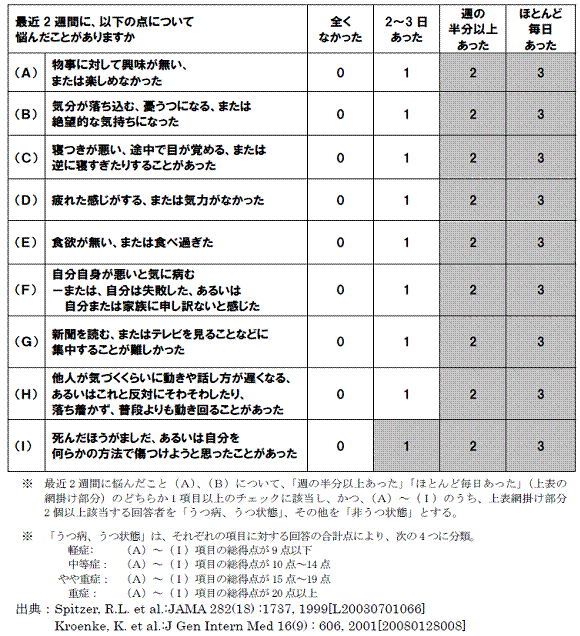 最近2週間に、以下の点について
悩んだことがありますか
全く
なかった
2～3日
あった
週の
半分以上
あった
ほとんど
毎日
あった
（A） 物事に対して興味が無い、
または楽しめなかった
0 1 2 3
（B） 気分が落ち込む、憂うつになる、または
絶望的な気持ちになった
0 1 2 3
（C） 寝つきが悪い、途中で目が覚める、または
逆に寝すぎたりすることがあった
0 1 2 3
（D） 疲れた感じがする、または気力がなかった 0 1 2 3
（E） 食欲が無い、または食べ過ぎた 0 1 2 3
（F） 自分自身が悪いと気に病む
－または、自分は失敗した、あるいは
自分または家族に申し訳ないと感じた
0 1 2 3
（G） 新聞を読む、またはテレビを見ることなどに
集中することが難しかった
0 1 2 3
（H） 他人が気づくくらいに動きや話し方が遅くなる、
あるいはこれと反対にそわそわしたり、
落ち着かず、普段よりも動き回ることがあった
0 1 2 3
（I） 死んだほうがましだ、あるいは自分を
何らかの方法で傷つけようと思ったことがあった
0 1 2 3
※ 最近2週間に悩んだこと（A）、（B）について、「週の半分以上あった」「ほとんど毎日あった」（上表の
網掛け部分）のどちらか1項目以上のチェックに該当し、かつ、（A）～（I）のうち、上表網掛け部分
2個以上該当する回答者を「うつ病、うつ状態」、その他を「非うつ状態」とする。
※ 「うつ病、うつ状態」は、それぞれの項目に対する回答の合計点により、次の4つに分類。
軽症： （A）～（I）項目の総得点が9点以下
中等症： （A）～（I）項目の総得点が10点～14点
やや重症： （A）～（I）項目の総得点が15点～19点
重症： （A）～（I）項目の総得点が20点以上
出典：Spitzer, R.L. et al.:JAMA 282(18) :1737, 1999[L20030701066]
Kroenke, K. et al.:J Gen Intern Med 16(9) : 606, 2001[20080128008]